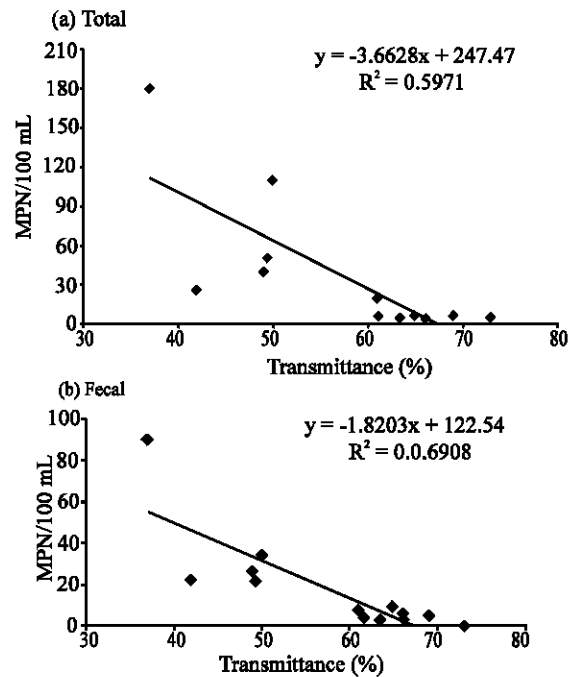 (a) Total
y = -3.6628x + 247.47
R² = 0.5971
MPN/100 mL
210
180
150
120
90
60
30
0
30 40 50 60 70 80
Transmittance (%)
(b) Fecal
y = -1.8203x + 122.54
R² = 0.0.6908
MPN/100 mL
100
80
60
40
20
0
30 40 50 60 70 80
Transmittance (%)